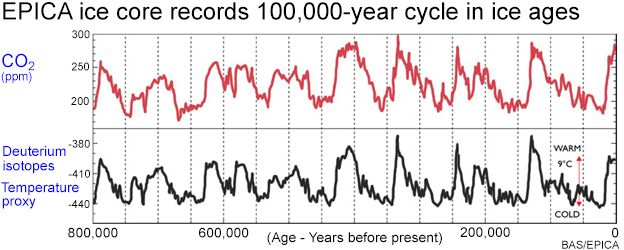 EPICA ice core records 100,000-year cycle in ice ages
CO2
(ppm)
300
250
200
Deuterium
isotopes
Temperature
proxy
-380
-410
-440
WARM
9°C
COLD
800,000
600,000
(Age - Years before present)
200,000
0
BAS/EPICA